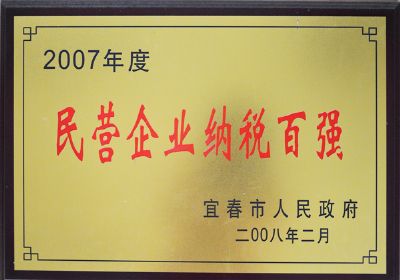 2007年度
民营企业纳税百强
宜春市人民政府
二00八年二月